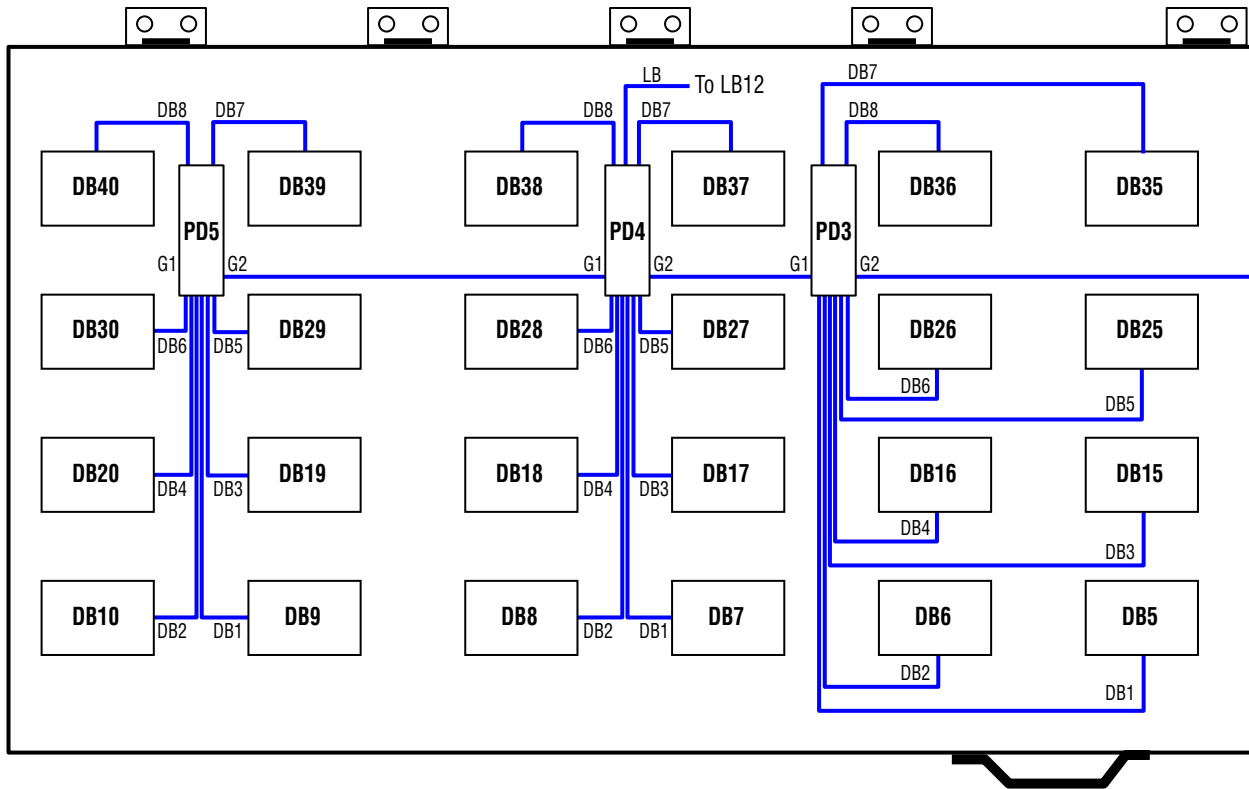 LB To LB12
DB7
DB8 DB7 DB8 DB7 DB8
DB40 DB39 DB38 DB37 DB36 DB35
PD5 PD4 PD3
G1 G2 G1 G2 G1 G2
DB30 DB29 DB28 DB27 DB26 DB25
DB6 DB5 DB6 DB5
DB6
DB5
DB20 DB19 DB18 DB17 DB16 DB15
DB4 DB3 DB4 DB3
DB4
DB3
DB10 DB9 DB8 DB7 DB6 DB5
DB2 DB1 DB2 DB1
DB2
DB1